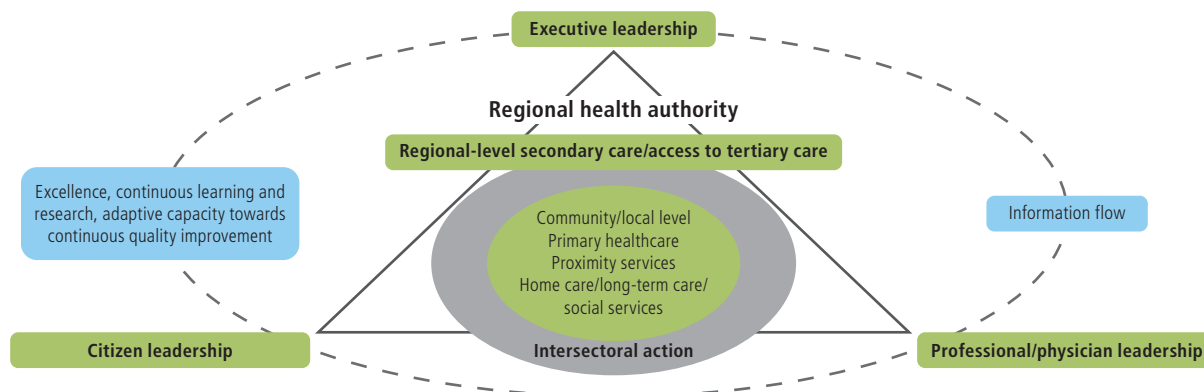 Executive leadership
Regional health authority
Regional-level secondary care/access to tertiary care
Excellence, continuous learning and
research, adaptive capacity towards
continuous quality improvement
Community/local level
Primary healthcare
Proximity services
Home care/long-term care/
social services
Information flow
Citizen leadership
Intersectoral action
Professional/physician leadership